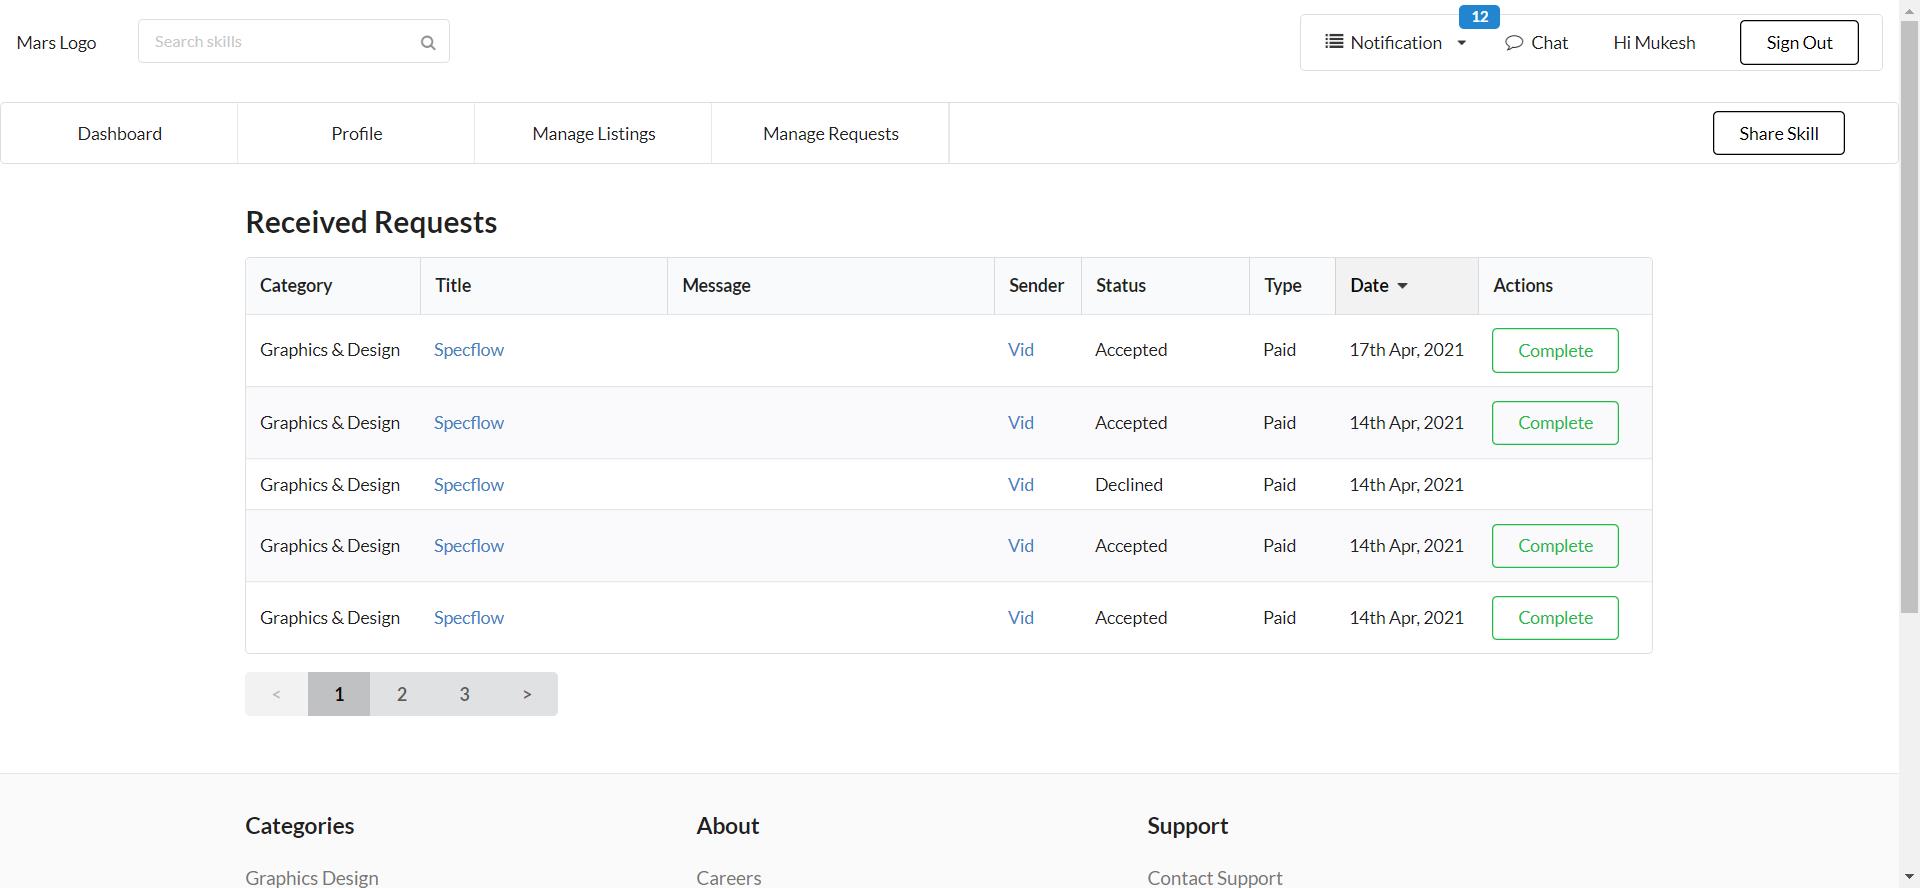 12
Mars Logo Search skills Notification Chat Hi Mukesh Sign Out
Dashboard Profile Manage Listings Manage Requests Share Skill
Received Requests
Category Title Message Sender Status Type Date Actions
Graphics & Design Specflow Vid Accepted Paid 17th Apr, 2021 Complete
Graphics & Design Specflow Vid Accepted Paid 14th Apr, 2021 Complete
Graphics & Design Specflow Vid Declined Paid 14th Apr, 2021
Graphics & Design Specflow Vid Accepted Paid 14th Apr, 2021 Complete
Graphics & Design Specflow Vid Accepted Paid 14th Apr, 2021 Complete
< 1 2 3 >
Categories About Support
Graphics Design Careers Contact Support